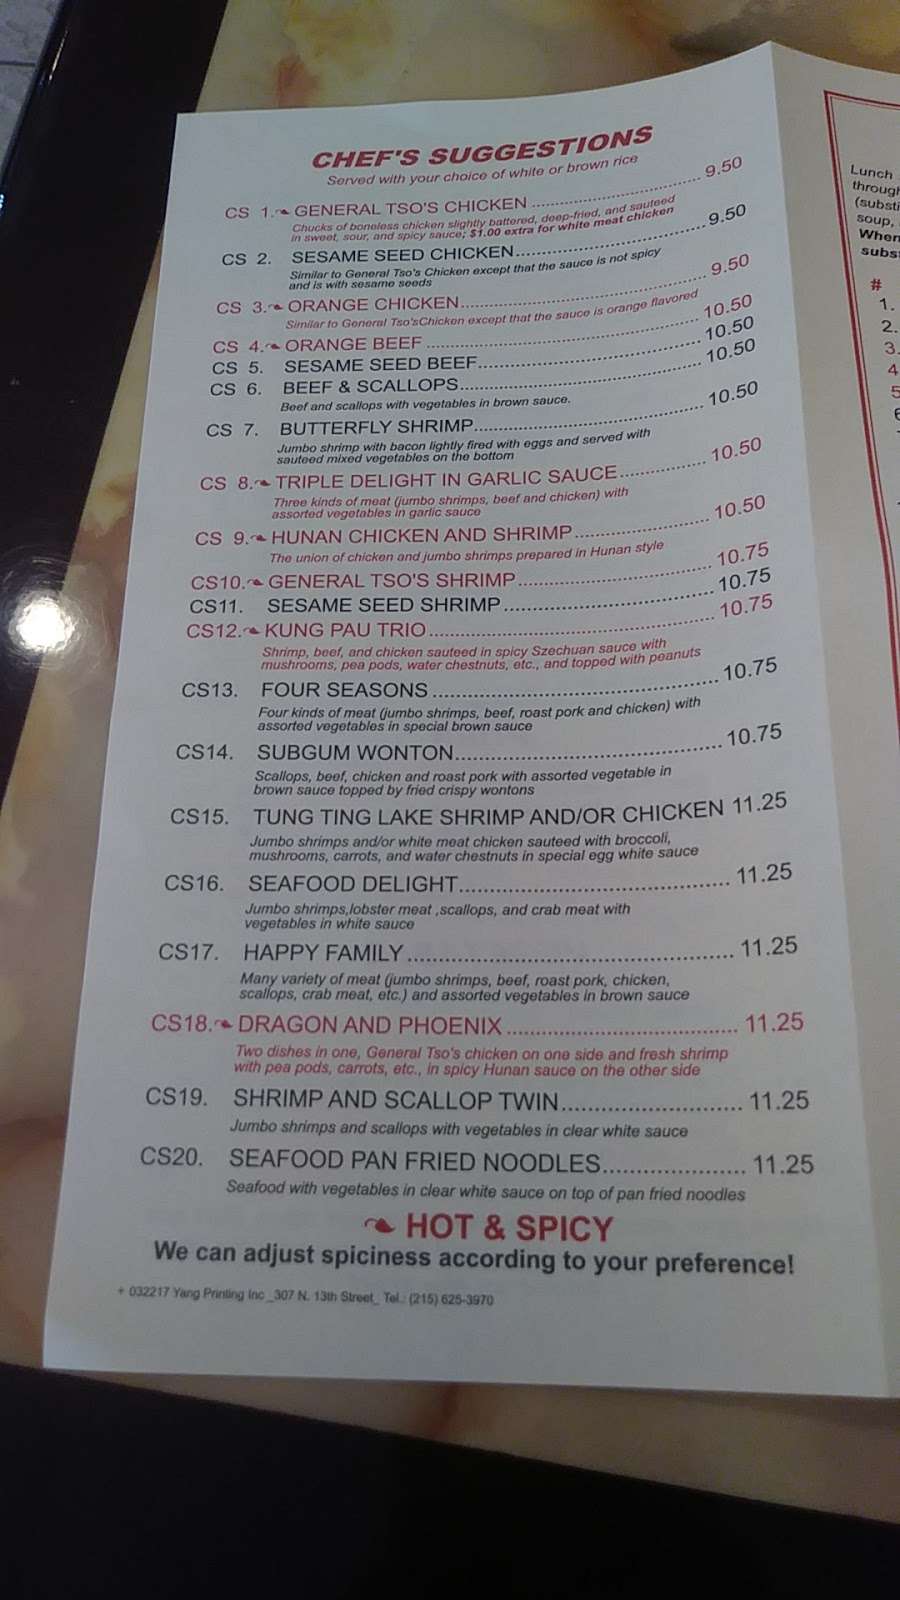 CHEF'S SUGGESTIONS
Served with your choice of white or brown rice
CS 1. GENERAL TSO'S CHICKEN 9.50
Chucks of boneless chicken slightly battered, deep-fried, and sauteed
in sweet, sour, and spicy sauce; $1.00 extra for white meat chicken
CS 2. SESAME SEED CHICKEN 9.50
Similar to General Tso's Chicken except that the sauce is not spicy
and is with sesame seeds
CS 3. ORANGE CHICKEN 9.50
Similar to General Tso'sChicken except that the sauce is orange flavored
CS 4. ORANGE BEEF 10.50
CS 5. SESAME SEED BEEF 10.50
CS 6. BEEF & SCALLOPS 10.50
Beef and scallops with vegetables in brown sauce.
CS 7. BUTTERFLY SHRIMP 10.50
Jumbo shrimp with bacon lightly fired with eggs and served with
sauteed mixed vegetables on the bottom
CS 8. TRIPLE DELIGHT IN GARLIC SAUCE 10.50
Three kinds of meat (jumbo shrimps, beef and chicken) with
assorted vegetables in garlic sauce
CS 9. HUNAN CHICKEN AND SHRIMP 10.50
The union of chicken and jumbo shrimps prepared in Hunan style
CS10. GENERAL TSO'S SHRIMP 10.75
CS11. SESAME SEED SHRIMP 10.75
CS12. KUNG PAU TRIO 10.75
Shrimp, beef, and chicken sauteed in spicy Szechuan sauce with
mushrooms, pea pods, water chestnuts, etc., and topped with peanuts
CS13. FOUR SEASONS 10.75
Four kinds of meat (jumbo shrimps, beef, roast pork and chicken) with
assorted vegetables in special brown sauce
CS14. SUBGUM WONTON 10.75
Scallops, beef, chicken and roast pork with assorted vegetable in
brown sauce topped by fried crispy wontons
CS15. TUNG TING LAKE SHRIMP AND/OR CHICKEN 11.25
Jumbo shrimps and/or white meat chicken sauteed with broccoli,
mushrooms, carrots, and water chestnuts in special egg white sauce
CS16. SEAFOOD DELIGHT 11.25
Jumbo shrimps,lobster meat ,scallops, and crab meat with
vegetables in white sauce
CS17. HAPPY FAMILY 11.25
Many variety of meat (jumbo shrimps, beef, roast pork, chicken,
scallops, crab meat, etc.) and assorted vegetables in brown sauce
CS18. DRAGON AND PHOENIX 11.25
Two dishes in one, General Tso's chicken on one side and fresh shrimp
with pea pods, carrots, etc., in spicy Hunan sauce on the other side
CS19. SHRIMP AND SCALLOP TWIN 11.25
Jumbo shrimps and scallops with vegetables in clear white sauce
CS20. SEAFOOD PAN FRIED NOODLES 11.25
Seafood with vegetables in clear white sauce on top of pan fried noodles
HOT & SPICY
We can adjust spiciness according to your preference!
+ 032217 Yang Printing Inc _307 N. 13th Street_ Tel.: (215) 625-3970
Lunch
through
(substi
soup,
When
subs
#
1.
2.
3.
4
5